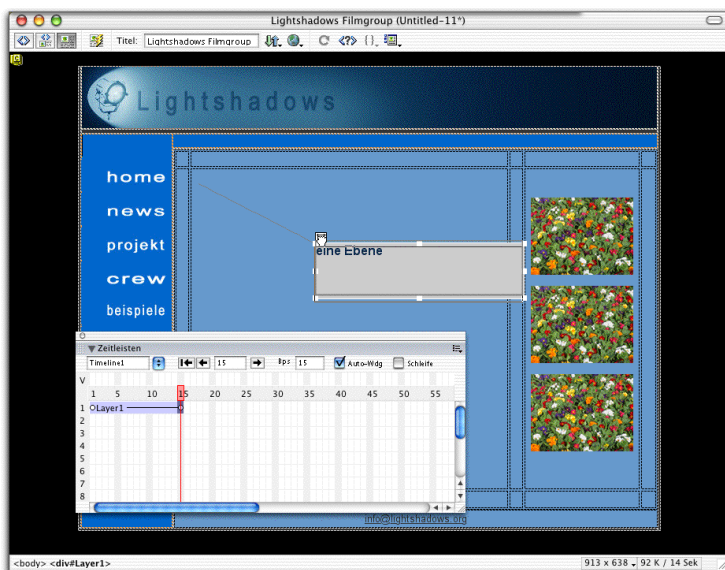 Lightshadows Filmgroup (Untitled-11*)
Titel: Lightshadows Filmgroup
Lightshadows
home
news
projekt
crew
beispiele
eine Ebene
Zeitleisten
Timeline1 15 Bps 15 Auto-Wdg Schleife
V
1 5 10 15 20 25 30 35 40 45 50 55
1 Layer1
2
3
4
5
6
7
8
info@lightshadows.org
<body> <div#Layer1> 913 x 638 92 K / 14 Sek